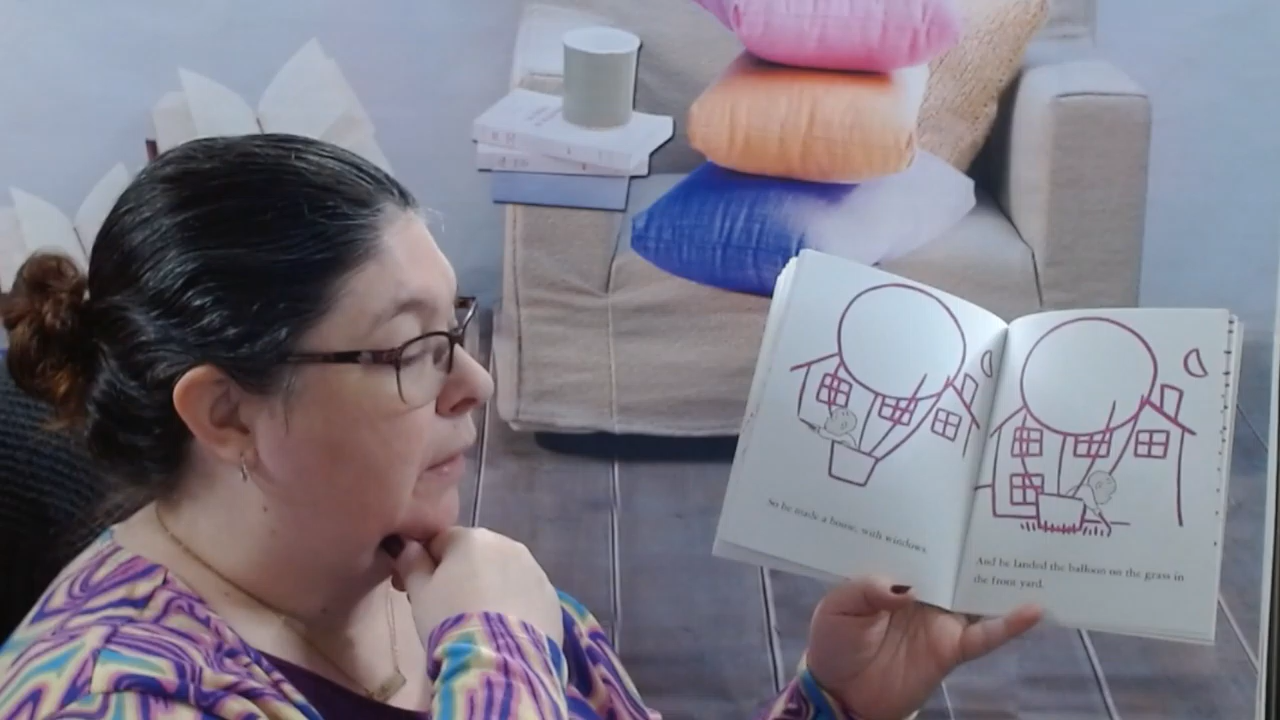 So he made a house, with windows.
And he landed the balloon on the grass in
the front yard.